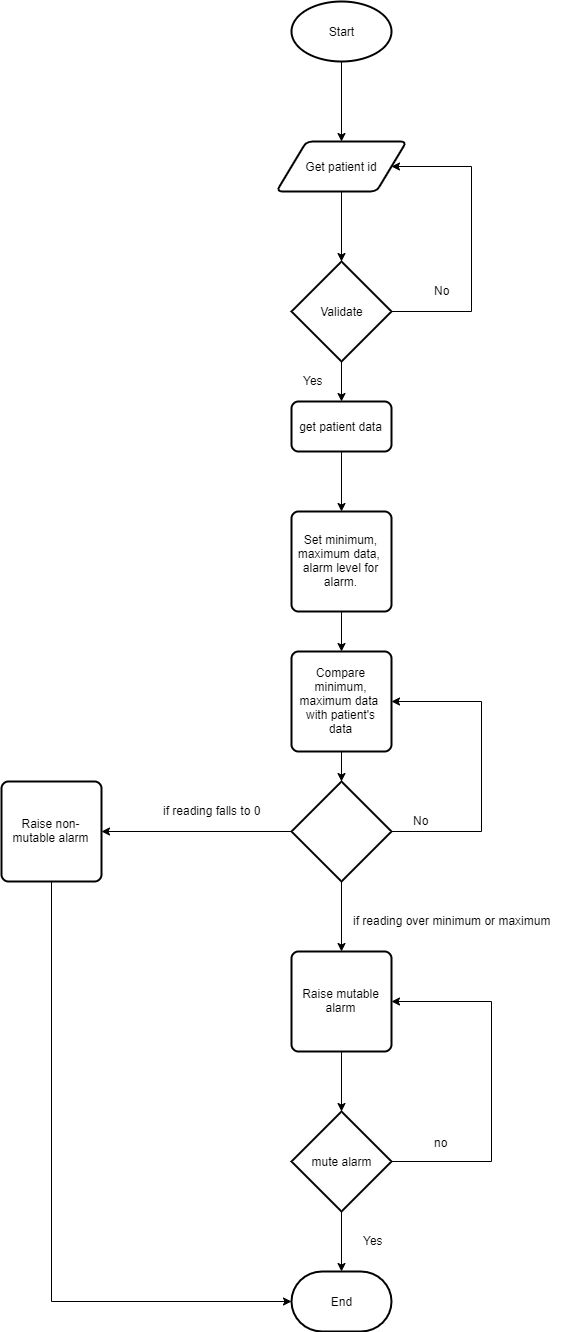 Start
Get patient id
No
Validate
Yes
get patient data
Set minimum,
maximum data,
alarm level for
alarm.
Compare
minimum,
maximum data
with patient's
data
if reading falls to 0
No
Raise non-
mutable alarm
if reading over minimum or maximum
Raise mutable
alarm
no
mute alarm
Yes
End